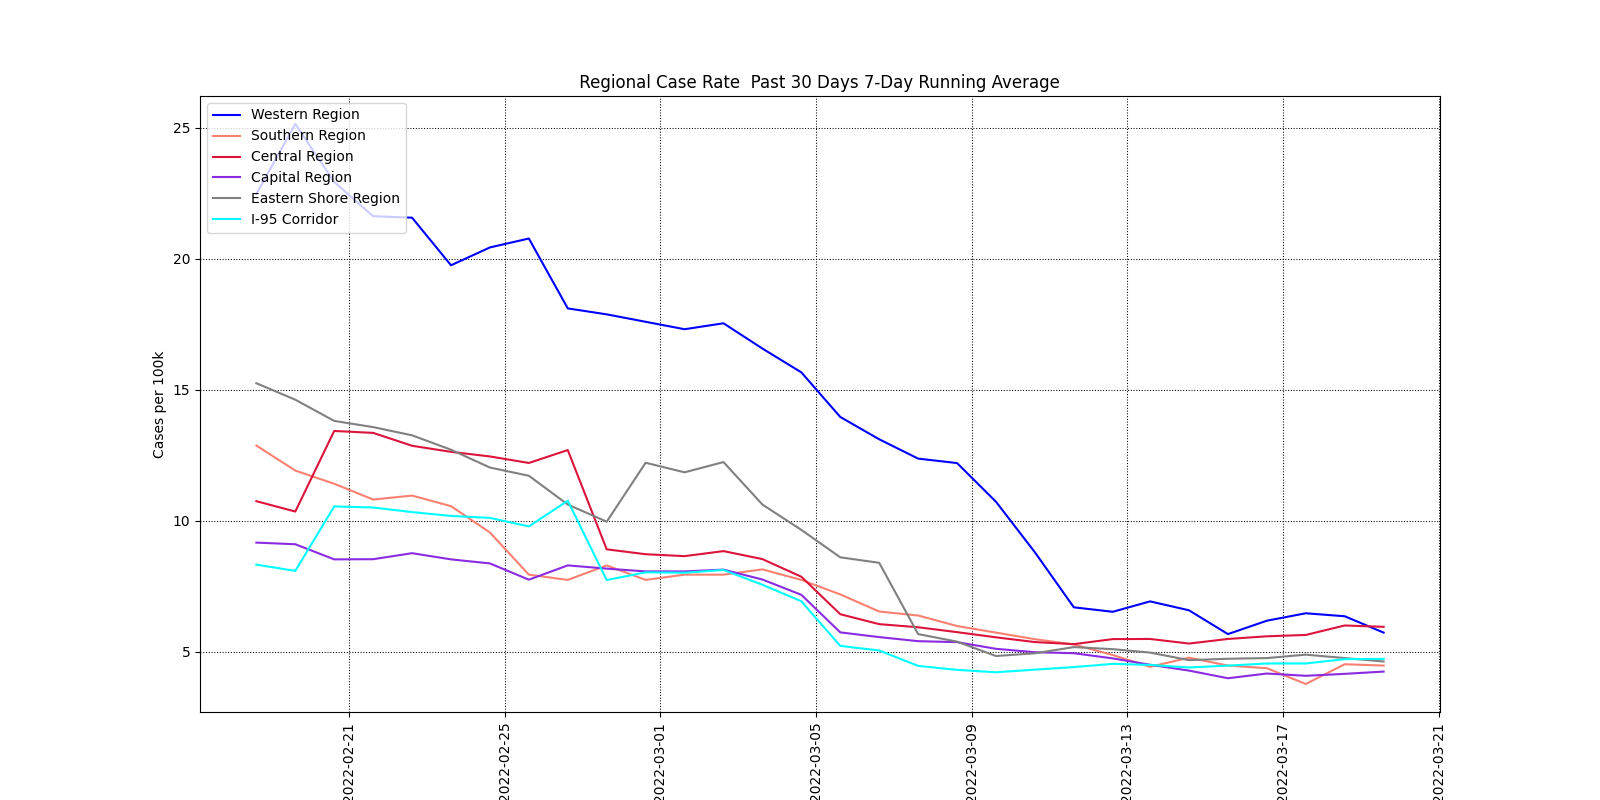 Regional Case Rate  Past 30 Days 7-Day Running Average
Western Region
Southern Region
Central Region
Capital Region
Eastern Shore Region
I-95 Corridor
Cases per 100k
25
20
15
10
5
2022-02-21
2022-02-25
2022-03-01
2022-03-05
2022-03-09
2022-03-13
2022-03-17
2022-03-21